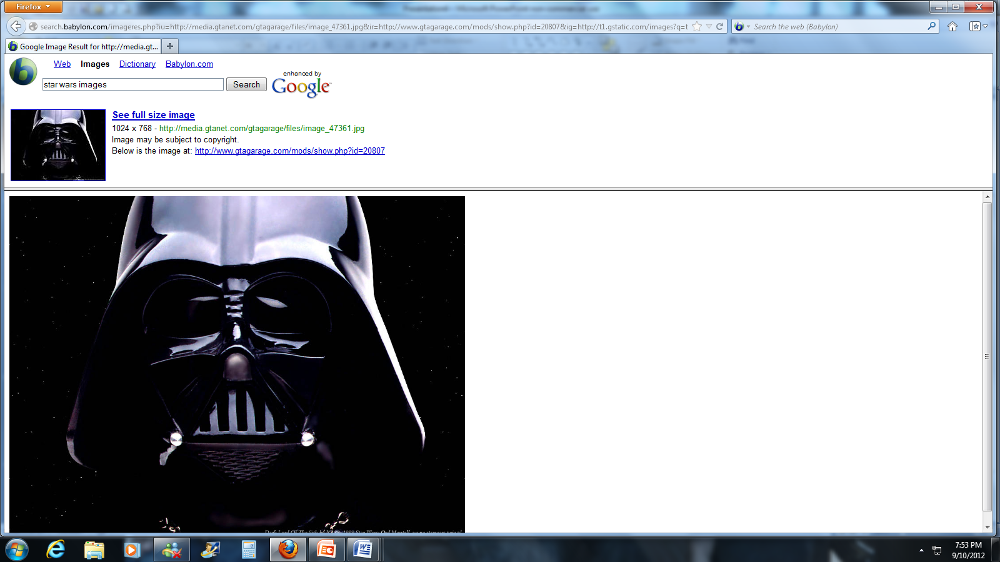 Firefox
search.babylon.com/imageres.php?iu=http://media.gtanet.com/gtagarage/files/image_47361.jpg&ir=http://www.gtagarage.com/mods/show.php?id=20807&ig=http://t1.gstatic.com/images?q=t
Search the web (Babylon)
Google Image Result for http://media.gt...
Web Images Dictionary Babylon.com
star wars images
Search
enhanced by
Google
See full size image
1024 x 768 - http://media.gtanet.com/gtagarage/files/image_47361.jpg
Image may be subject to copyright.
Below is the image at: http://www.gtagarage.com/mods/show.php?id=20807
7:53 PM
9/10/2012